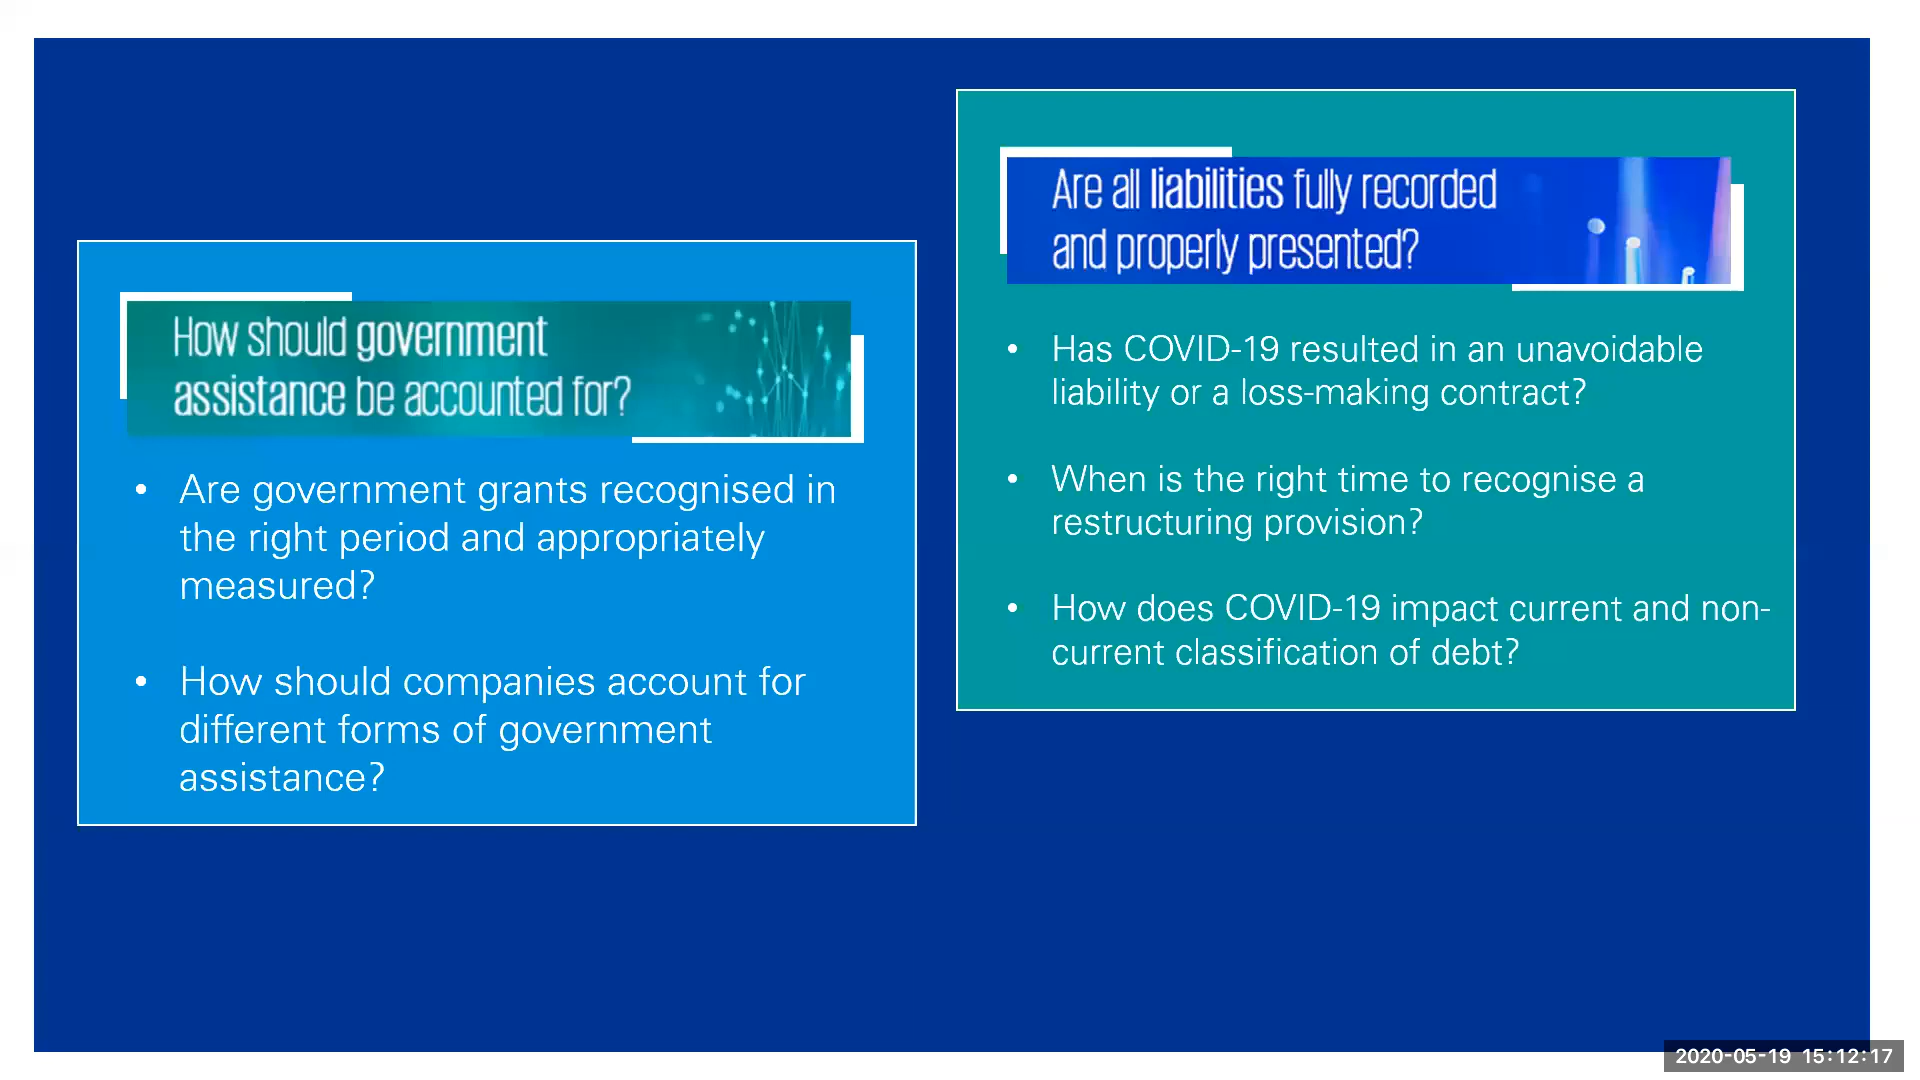 How should government
assistance be accounted for?
• Are government grants recognised in
the right period and appropriately
measured?
• How should companies account for
different forms of government
assistance?
Are all liabilities fully recorded
and properly presented?
• Has COVID-19 resulted in an unavoidable
liability or a loss-making contract?
• When is the right time to recognise a
restructuring provision?
• How does COVID-19 impact current and non-
current classification of debt?
2020-05-19 15:12:17